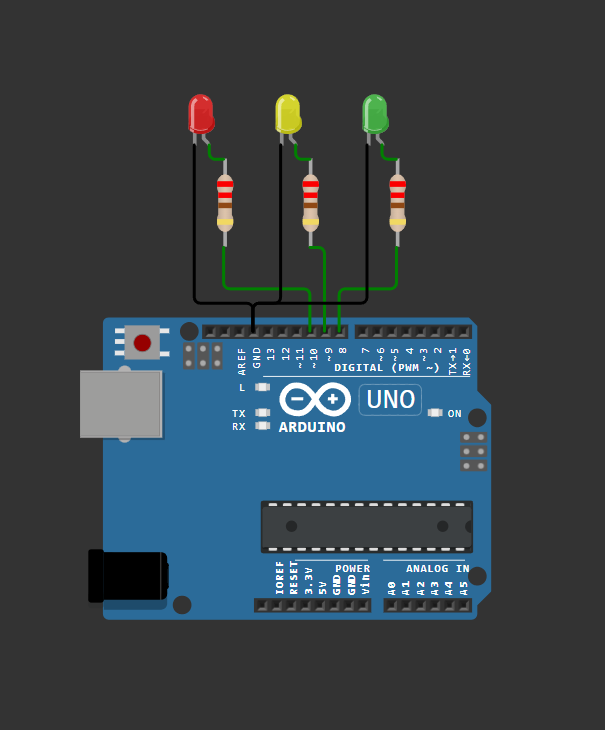 AREF
GND
13
12
~11
~10
~9
8
7
~6
~5
4
~3
2
TX→1
RX←0
DIGITAL (PWM ~)
L
TX
RX
UNO
ON
ARDUINO
POWER
ANALOG IN
IOREF
RESET
3.3V
5V
GND
GND
Vin
A0
A1
A2
A3
A4
A5